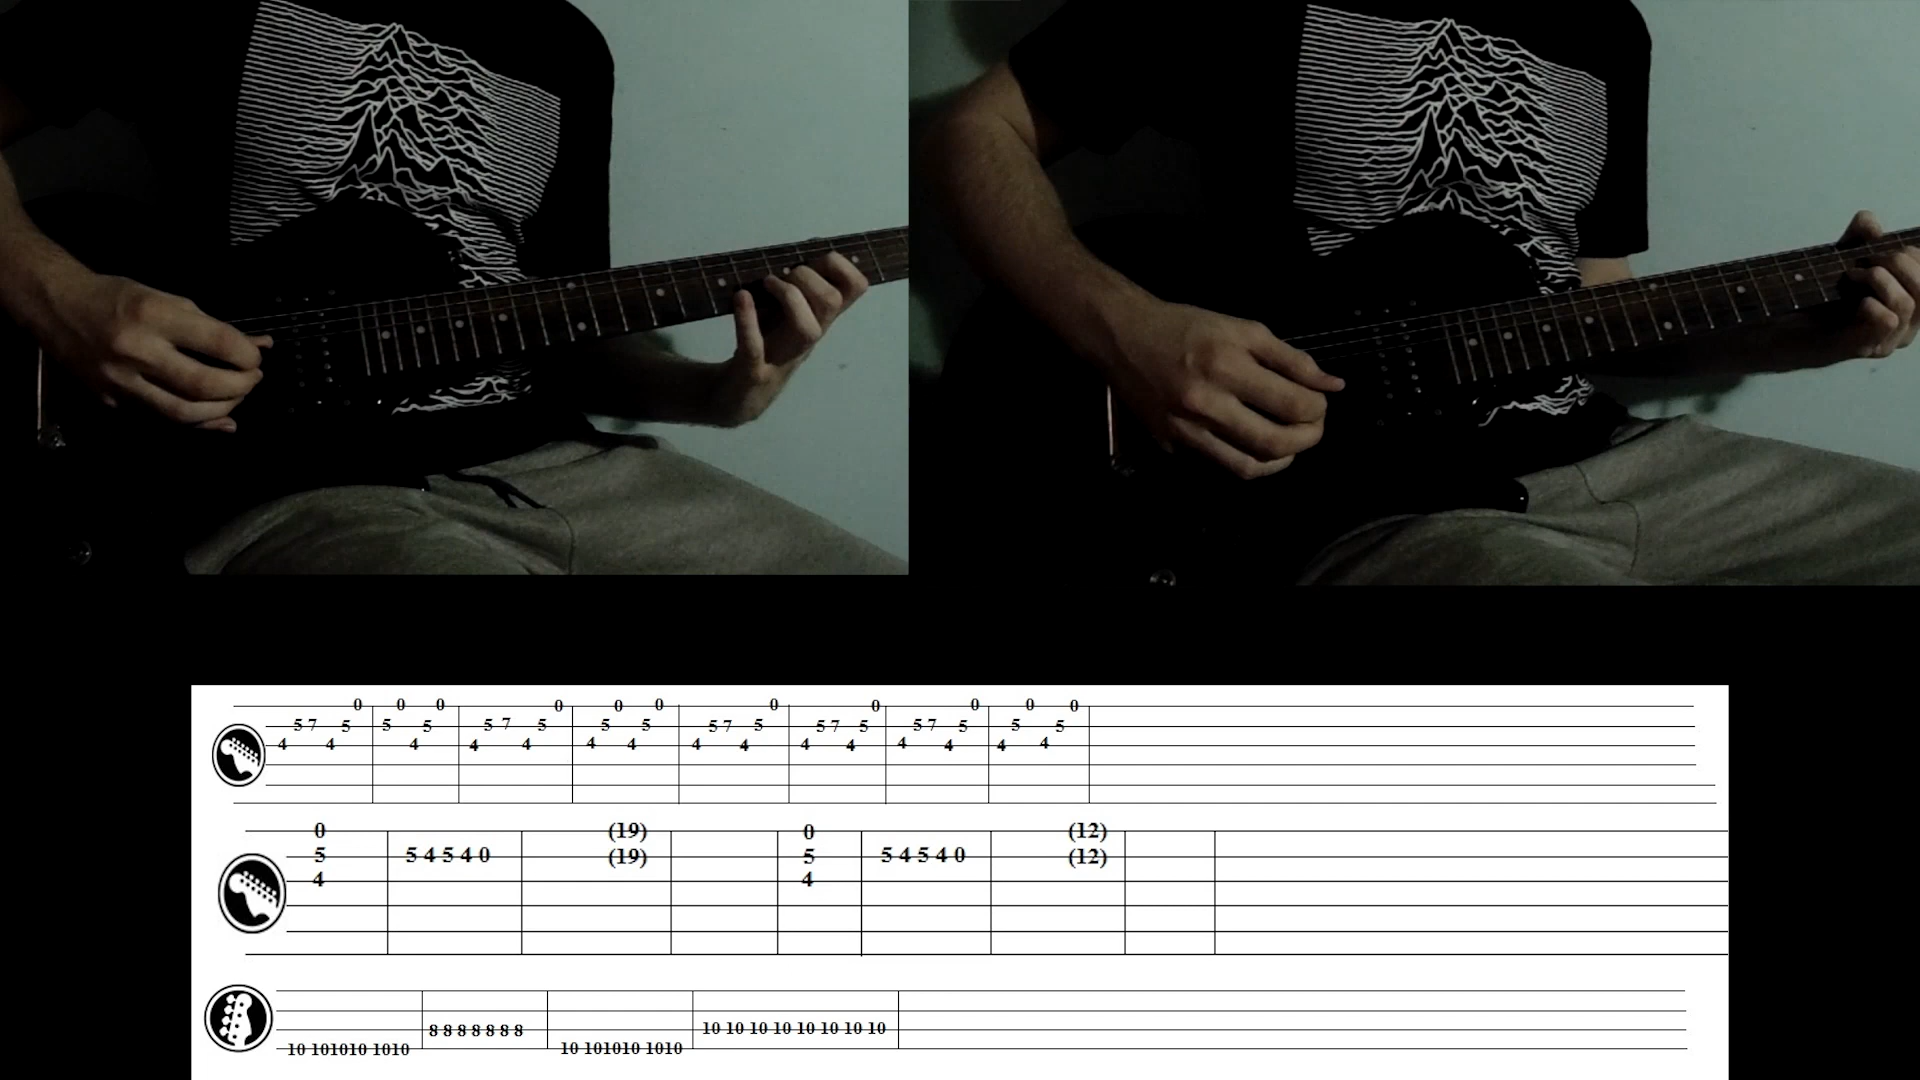 0 0 0 0 0 0 0 0 0 0 0
5 7 5 5 5 5 7 5 5 5 5 7 5 5 7 5 5 7 5 5 5
4 4 4 4 4 4 4 4 4 4 4 4 4 4 4
0 (19) 0 (12)
5 5 4 5 4 0 (19) 5 5 4 5 4 0 (12)
4 4
8 8 8 8 8 8 8 10 10 10 10 10 10 10 10
10 101010 1010 10 101010 1010